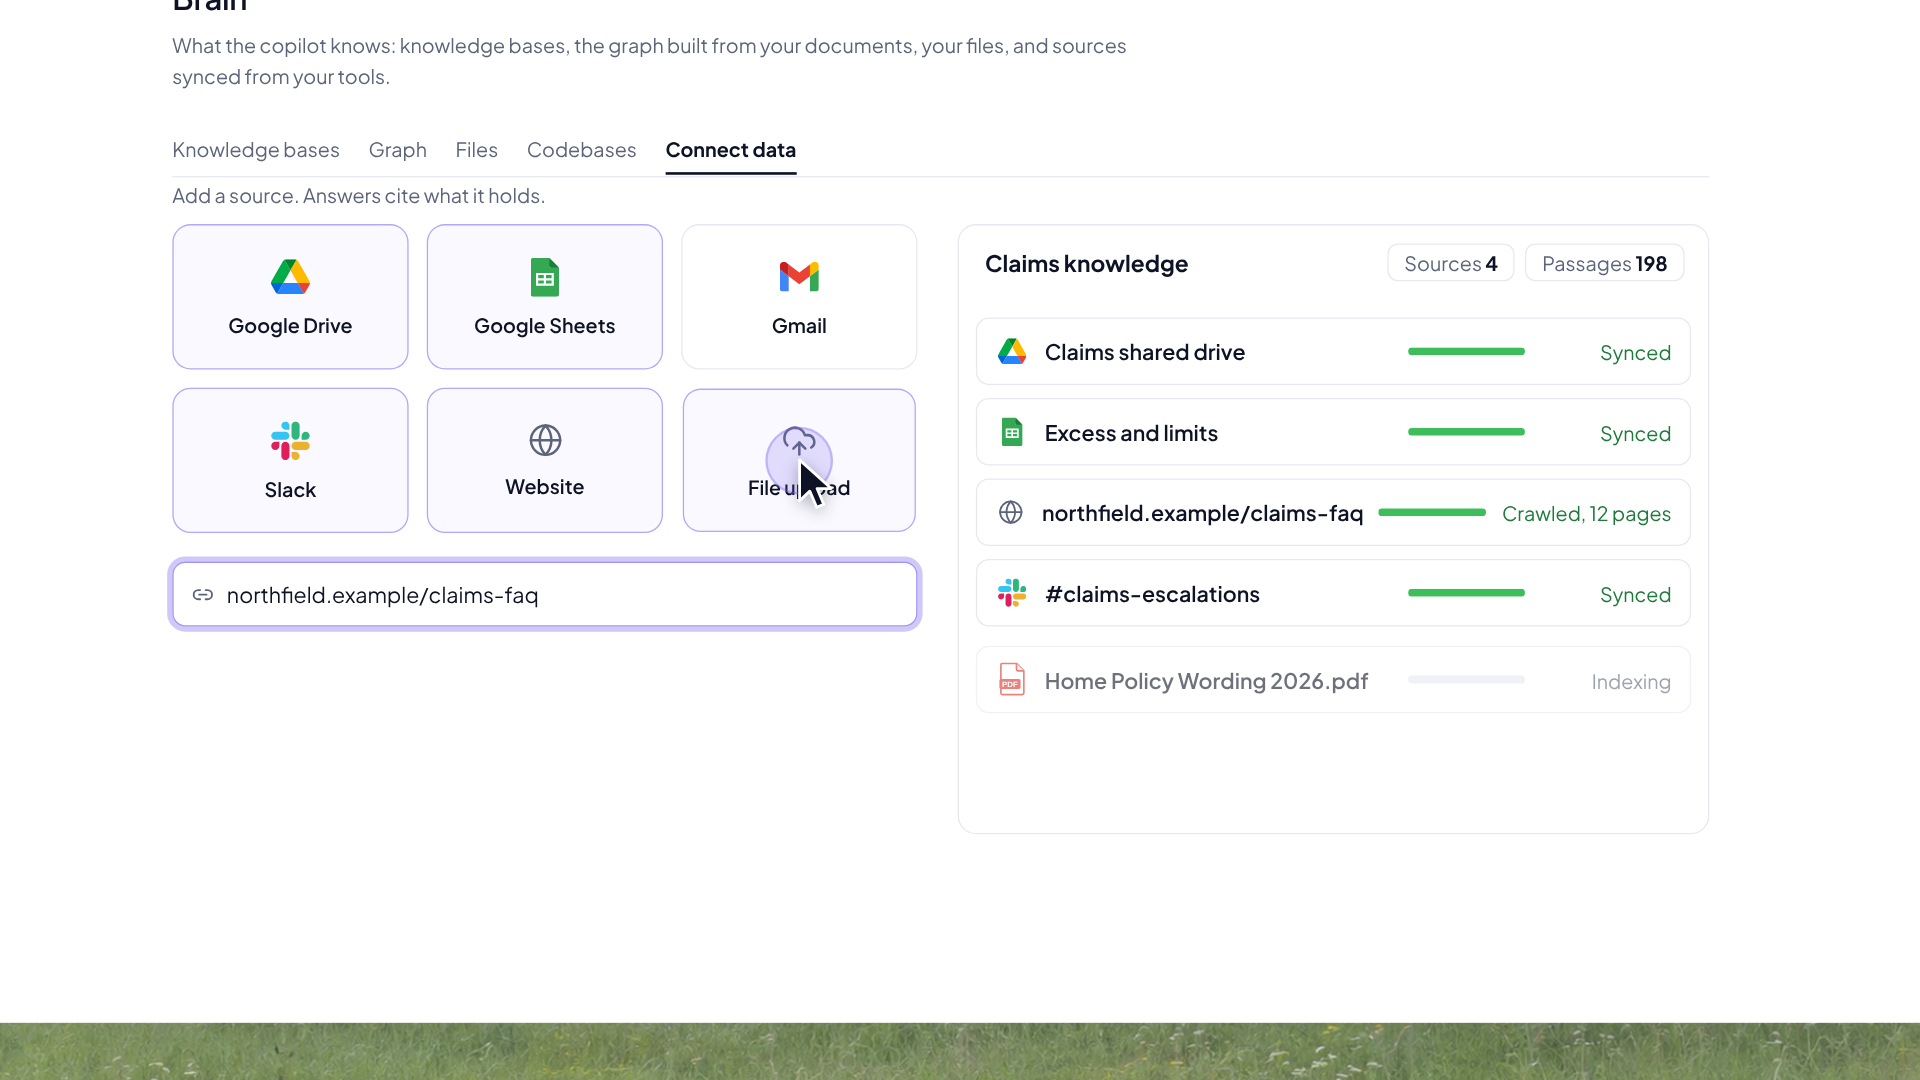 Brain
What the copilot knows: knowledge bases, the graph built from your documents, your files, and sources
synced from your tools.
Knowledge bases
Graph
Files
Codebases
Connect data
Add a source. Answers cite what it holds.
Google Drive
Google Sheets
Gmail
Slack
Website
File upload
northfield.example/claims-faq
Claims knowledge
Sources 4
Passages 198
Claims shared drive
Synced
Excess and limits
Synced
northfield.example/claims-faq
Crawled, 12 pages
#claims-escalations
Synced
PDF
Home Policy Wording 2026.pdf
Indexing